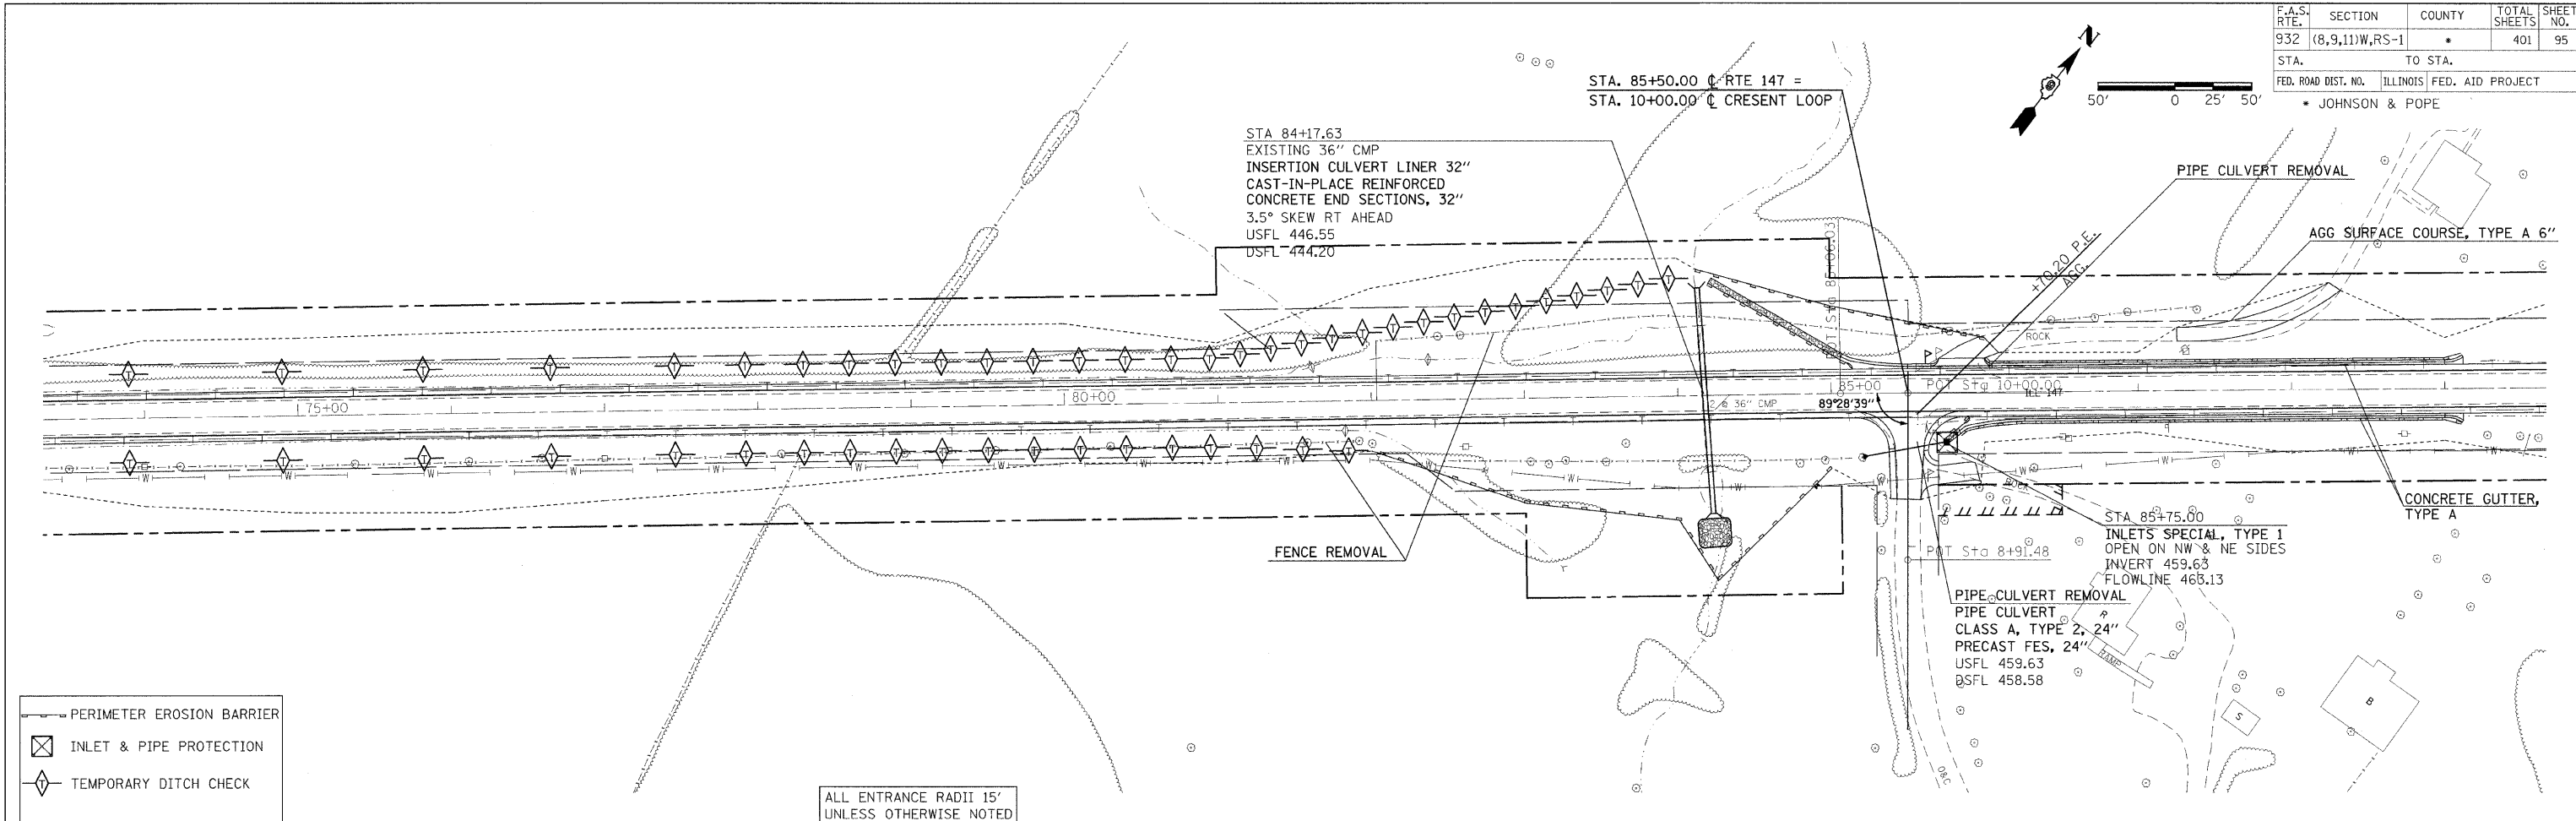 F.A.S. RTE. SECTION COUNTY TOTAL SHEETS SHEET NO.
932 (8,9,11)W,RS-1 * 401 95
STA. TO STA.
FED. ROAD DIST. NO. ILLINOIS FED. AID PROJECT
* JOHNSON & POPE
N
50' 0 25' 50'
STA. 85+50.00 ℄ RTE 147 =
STA. 10+00.00 ℄ CRESENT LOOP
STA 84+17.63
EXISTING 36" CMP
INSERTION CULVERT LINER 32"
CAST-IN-PLACE REINFORCED
CONCRETE END SECTIONS, 32"
3.5° SKEW RT AHEAD
USFL 446.55
DSFL 444.20
PIPE CULVERT REMOVAL
AGG SURFACE COURSE, TYPE A 6"
+70.20 P.E.
AGG.
ROCK
75+00
80+00
85+00
POT Sta 10+00.00
ILL 147
36" CMP
89°28'39"
FENCE REMOVAL
CONCRETE GUTTER,
TYPE A
STA 85+75.00
INLETS SPECIAL, TYPE 1
OPEN ON NW & NE SIDES
INVERT 459.63
FLOWLINE 463.13
POT Sta 8+91.48
PIPE CULVERT REMOVAL
PIPE CULVERT
CLASS A, TYPE 2, 24"
PRECAST FES, 24"
USFL 459.63
DSFL 458.58
R
RAMP
S
B
O&C
PERIMETER EROSION BARRIER
INLET & PIPE PROTECTION
T TEMPORARY DITCH CHECK
ALL ENTRANCE RADII 15'
UNLESS OTHERWISE NOTED